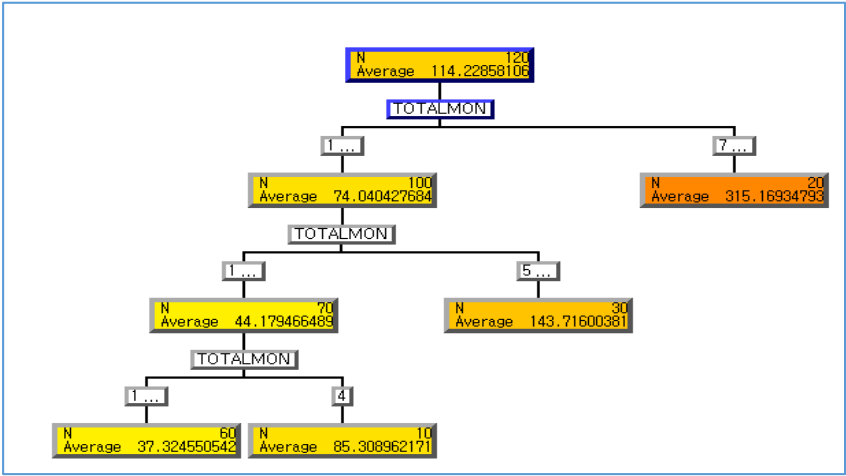 N 120
Average 114.22858106
TOTALMON
1 ...
7 ...
N 100
Average 74.040427684
N 20
Average 315.16934793
TOTALMON
1 ...
5 ...
N 70
Average 44.179466489
N 30
Average 143.71600381
TOTALMON
1 ...
4
N 60
Average 37.324550542
N 10
Average 85.308962171